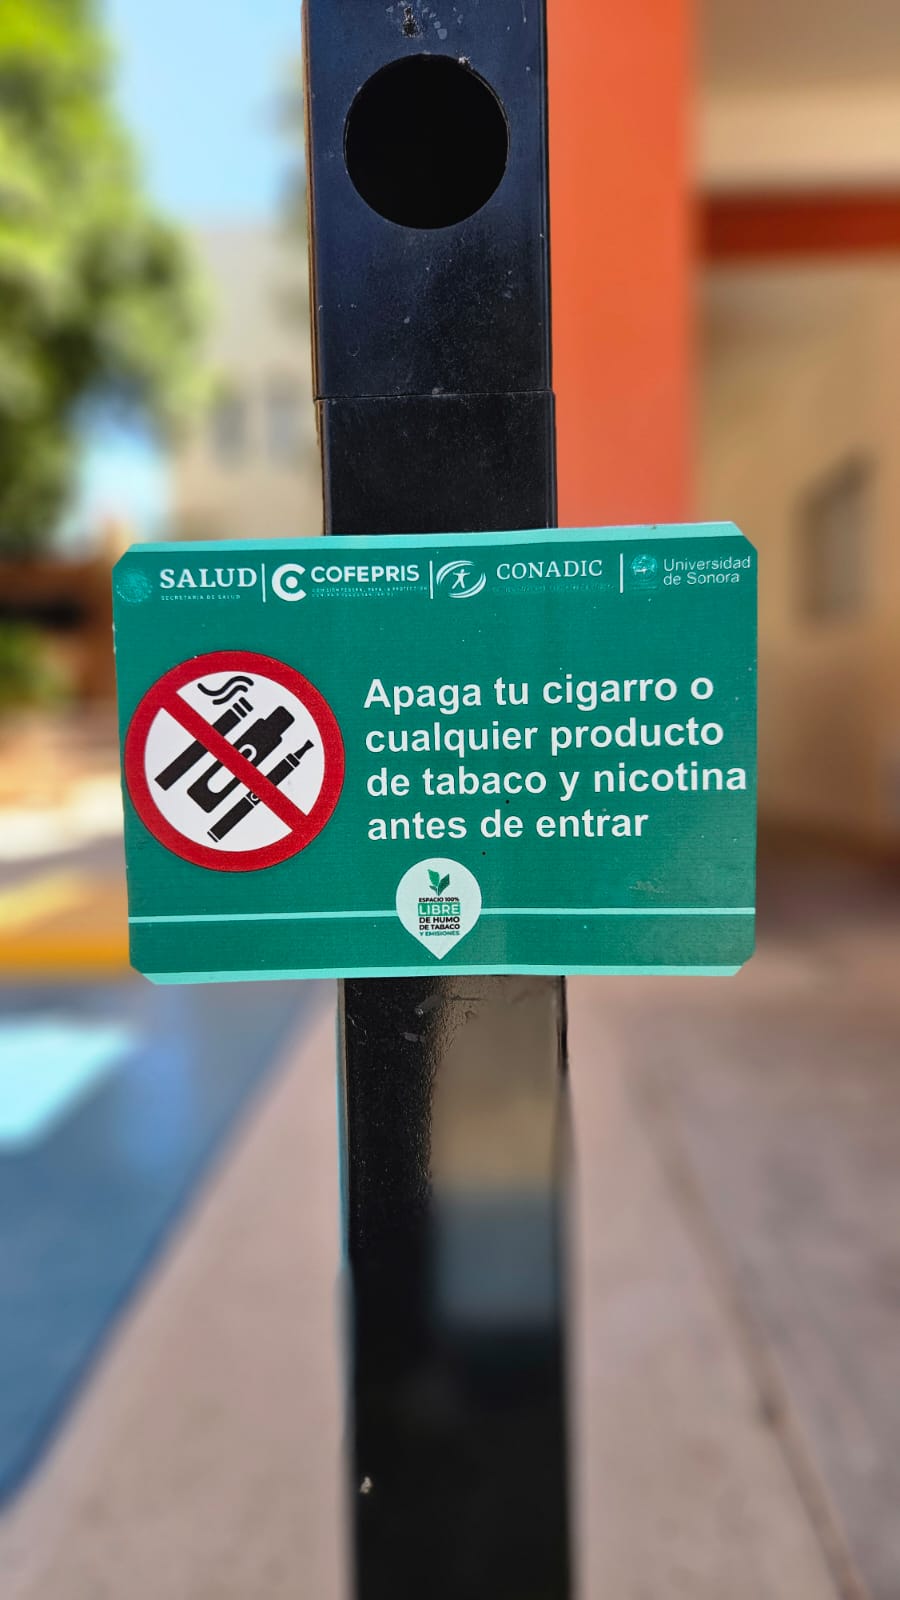 SALUD
SECRETARÍA DE SALUD
COFEPRIS
CONADIC
Universidad
de Sonora
Apaga tu cigarro o
cualquier producto
de tabaco y nicotina
antes de entrar
ESPACIO 100%
LIBRE
DE HUMO
DE TABACO
Y EMISIONES